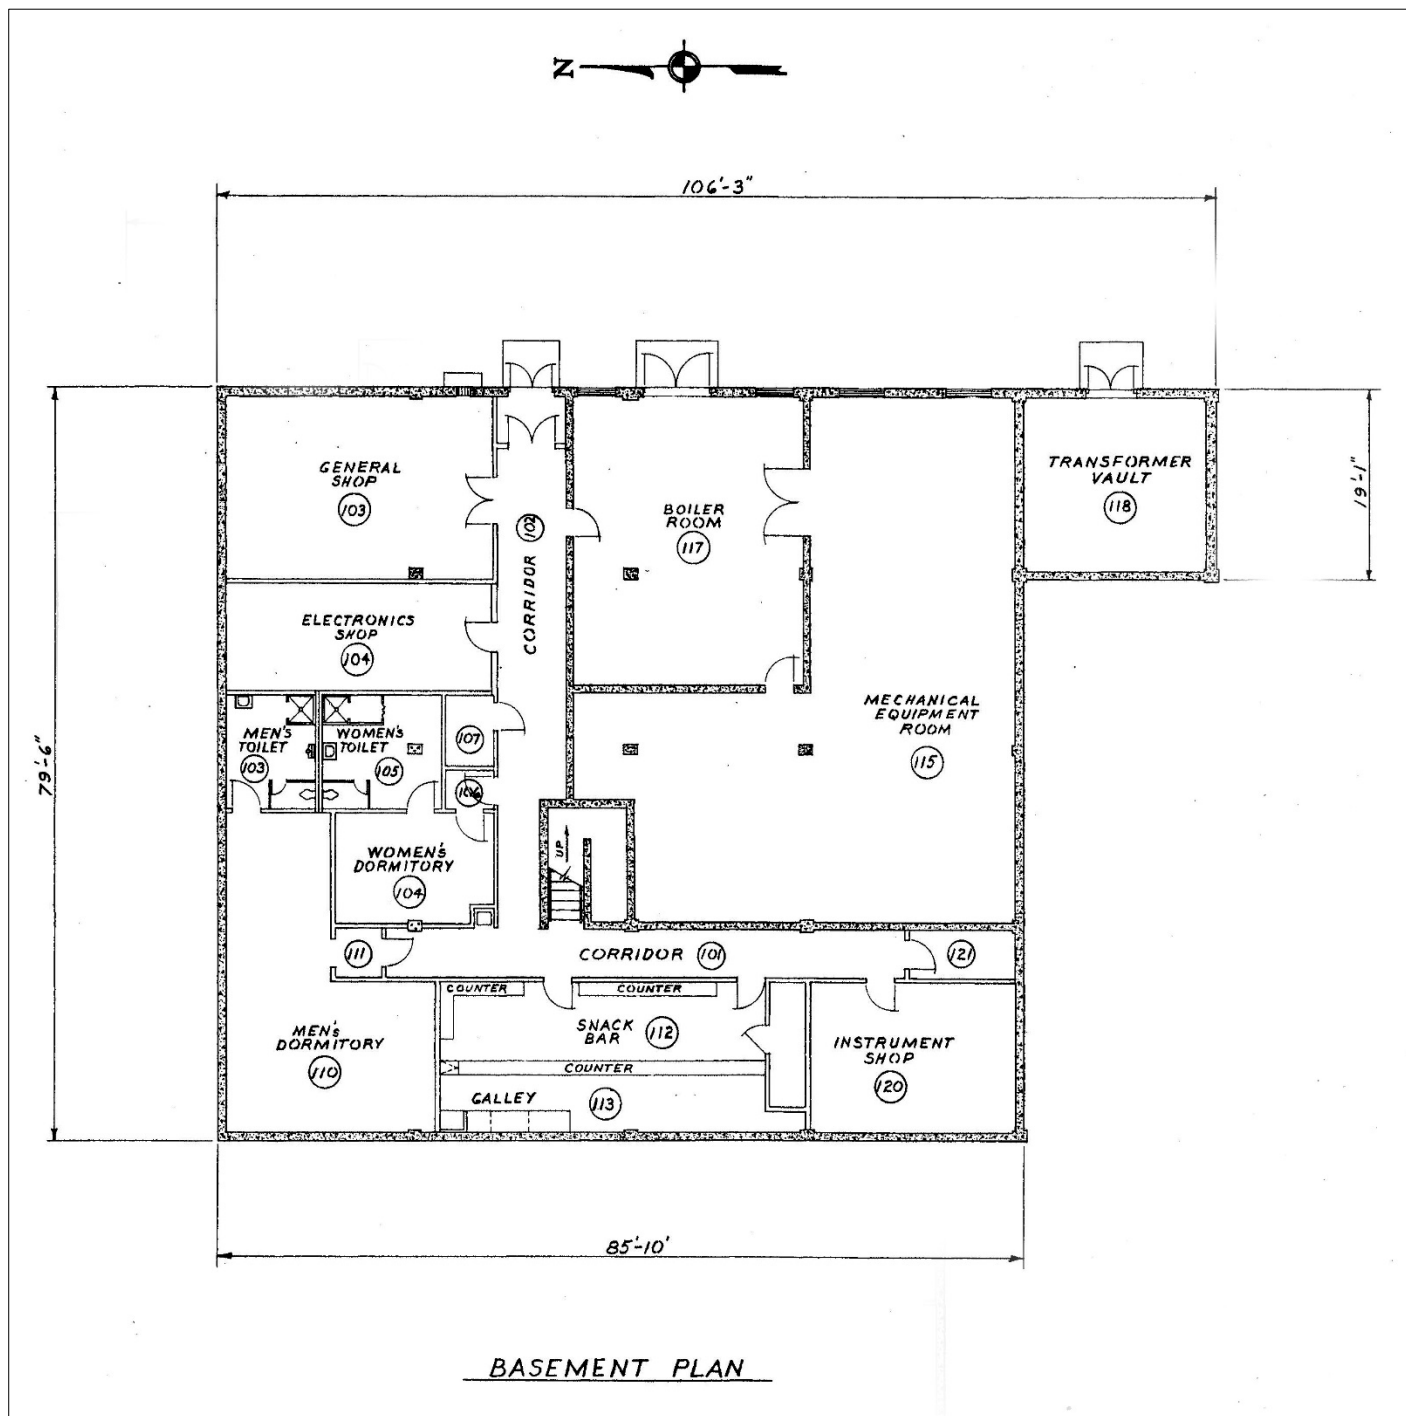 N
106'-3"
GENERAL
SHOP
103
102
CORRIDOR
BOILER
ROOM
117
TRANSFORMER
VAULT
118
19'-1"
ELECTRONICS
SHOP
104
79'-6"
MEN'S
TOILET
103
WOMEN'S
TOILET
105
107
106
MECHANICAL
EQUIPMENT
ROOM
115
WOMEN'S
DORMITORY
104
UP
111
CORRIDOR 101
121
COUNTER
COUNTER
SNACK
BAR
112
MEN'S
DORMITORY
110
COUNTER
GALLEY
113
INSTRUMENT
SHOP
120
85'-10'
BASEMENT PLAN